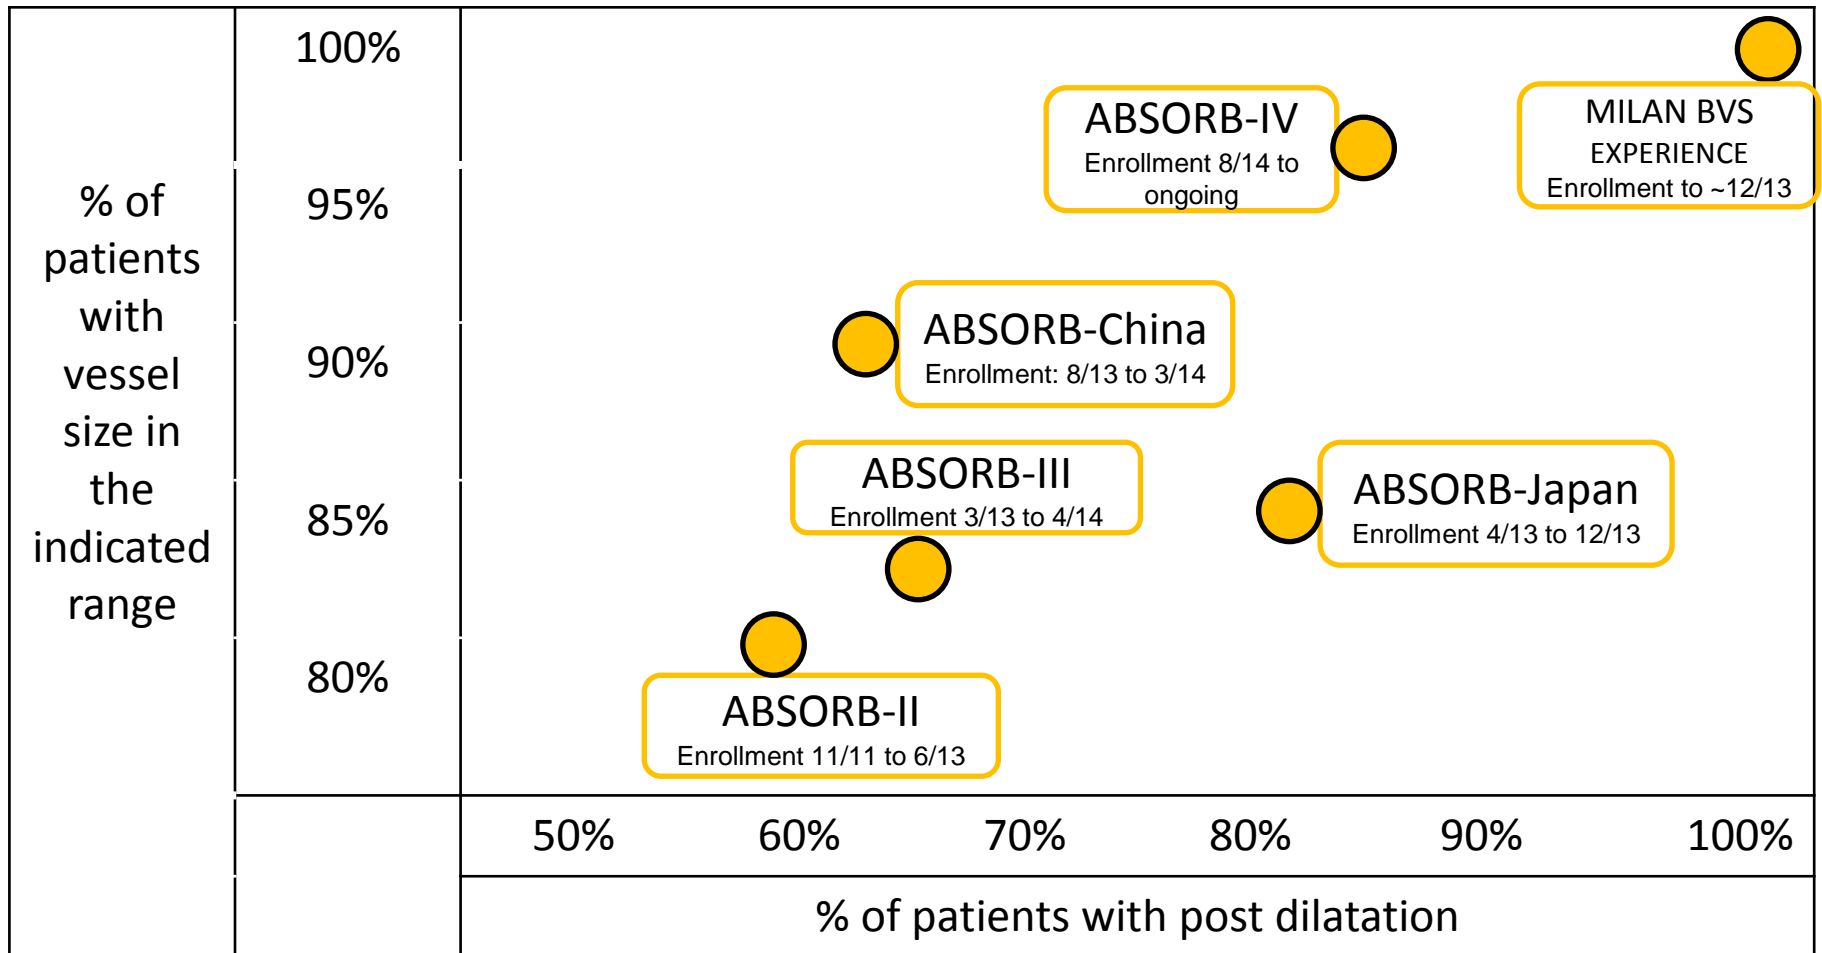 % of
patients
with
vessel
size in
the
indicated
range
100%
95%
90%
85%
80%
MILAN BVS
EXPERIENCE
Enrollment to ~12/13
ABSORB-IV
Enrollment 8/14 to
ongoing
ABSORB-China
Enrollment: 8/13 to 3/14
ABSORB-III
Enrollment 3/13 to 4/14
ABSORB-Japan
Enrollment 4/13 to 12/13
ABSORB-II
Enrollment 11/11 to 6/13
50% 60% 70% 80% 90% 100%
% of patients with post dilatation